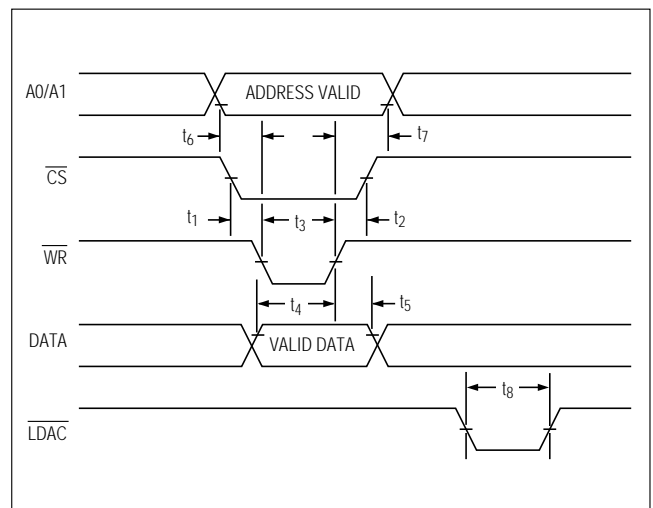 A0/A1 ADDRESS VALID
t6 t7
CS
t1 t3 t2
WR
t4 t5
DATA VALID DATA
t8
LDAC